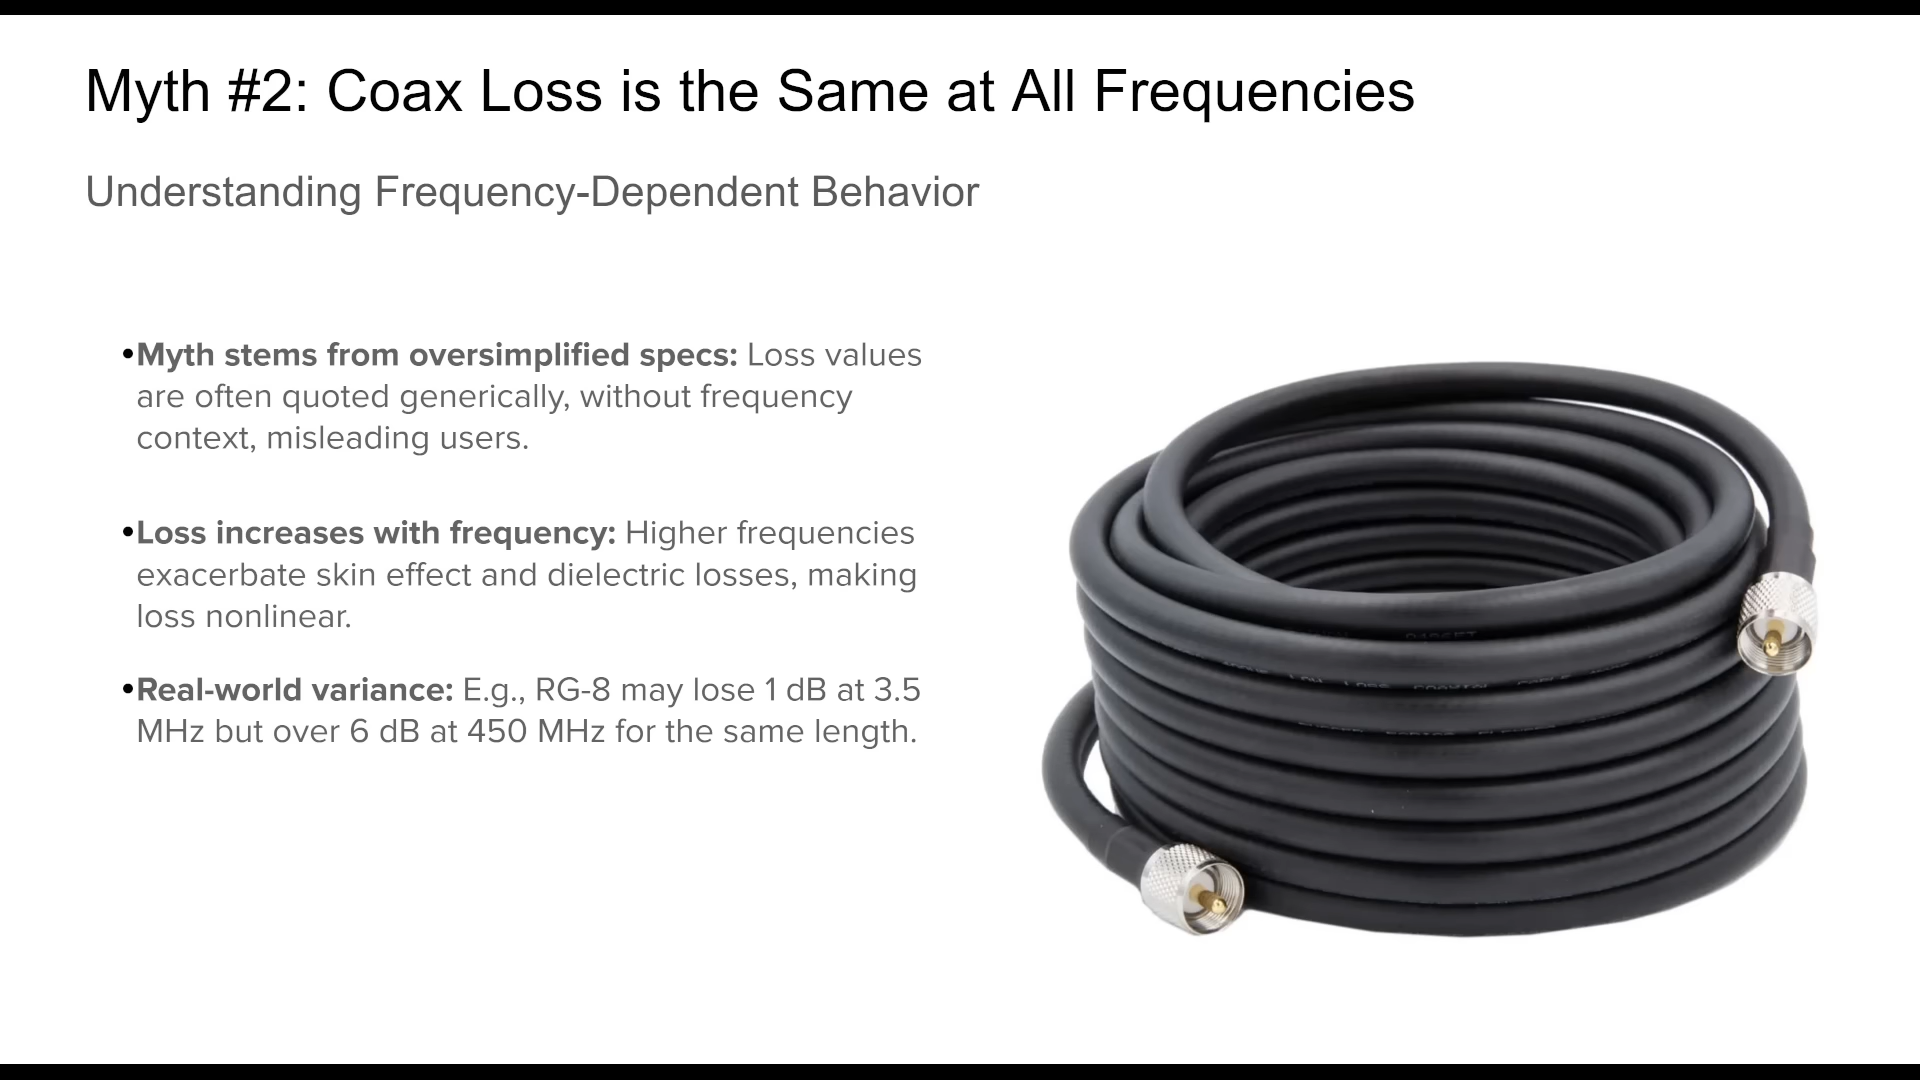 Myth #2: Coax Loss is the Same at All Frequencies
Understanding Frequency-Dependent Behavior
•Myth stems from oversimplified specs: Loss values
are often quoted generically, without frequency
context, misleading users.
•Loss increases with frequency: Higher frequencies
exacerbate skin effect and dielectric losses, making
loss nonlinear.
•Real-world variance: E.g., RG-8 may lose 1 dB at 3.5
MHz but over 6 dB at 450 MHz for the same length.